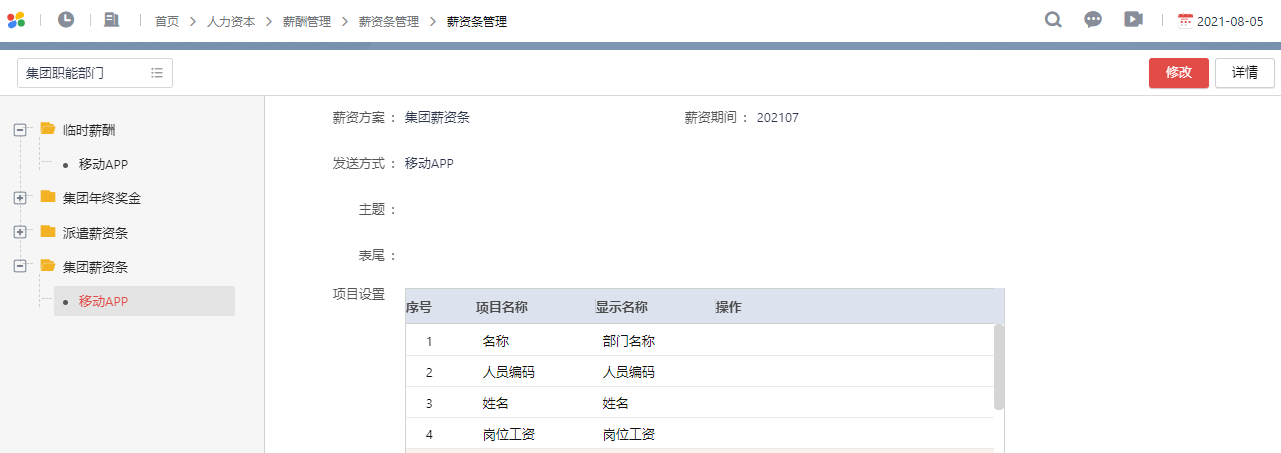 首页 人力资本 薪酬管理 薪资条管理 薪资条管理 2021-08-05
集团职能部门 修改 详情
临时薪酬
移动APP
集团年终奖金
派遣薪资条
集团薪资条
移动APP
薪资方案： 集团薪资条 薪资期间： 202107
发送方式： 移动APP
主题：
表尾：
项目设置
序号 项目名称 显示名称 操作
1 名称 部门名称
2 人员编码 人员编码
3 姓名 姓名
4 岗位工资 岗位工资